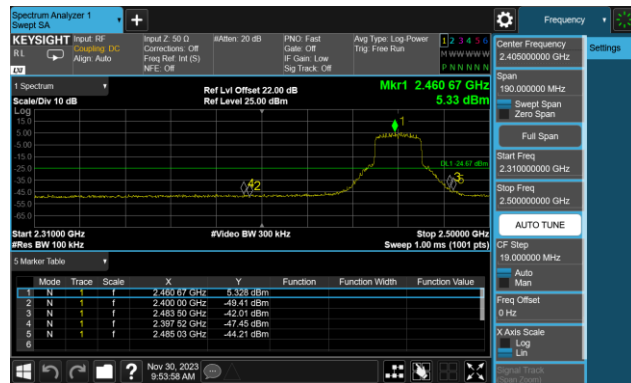 Spectrum Analyzer 1
Swept SA
Frequency
KEYSIGHT
RL
Input: RF
Coupling: DC
Align: Auto
Input Z: 50 Ω
Corrections: Off
Freq Ref: Int (S)
NFE: Off
#Atten: 20 dB
PNO: Fast
Gate: Off
IF Gain: Low
Sig Track: Off
Avg Type: Log-Power
Trig: Free Run
1 2 3 4 5 6
M W W W W W
P N N N N N
LXI
1 Spectrum
Scale/Div 10 dB
Log
Ref Lvl Offset 22.00 dB
Ref Level 25.00 dBm
Mkr1 2.460 67 GHz
5.33 dBm
15.0
5.00
-5.00
-15.0
-25.0
-35.0
-45.0
-55.0
-65.0
1
DL1 -24.67 dBm
42
35
Start 2.31000 GHz
#Res BW 100 kHz
#Video BW 300 kHz
Stop 2.50000 GHz
Sweep 1.00 ms (1001 pts)
5 Marker Table
Mode Trace Scale X Y Function Function Width Function Value
1 N 1 f 2.460 67 GHz 5.328 dBm
2 N 1 f 2.400 00 GHz -49.41 dBm
3 N 1 f 2.483 50 GHz -42.01 dBm
4 N 1 f 2.397 52 GHz -47.45 dBm
5 N 1 f 2.485 03 GHz -44.21 dBm
6
Nov 30, 2023
9:53:58 AM
Center Frequency
2.405000000 GHz
Settings
Span
190.000000 MHz
Swept Span
Zero Span
Full Span
Start Freq
2.310000000 GHz
Stop Freq
2.500000000 GHz
AUTO TUNE
CF Step
19.000000 MHz
Auto
Man
Freq Offset
0 Hz
X Axis Scale
Log
Lin
Signal Track
(Span Zoom)